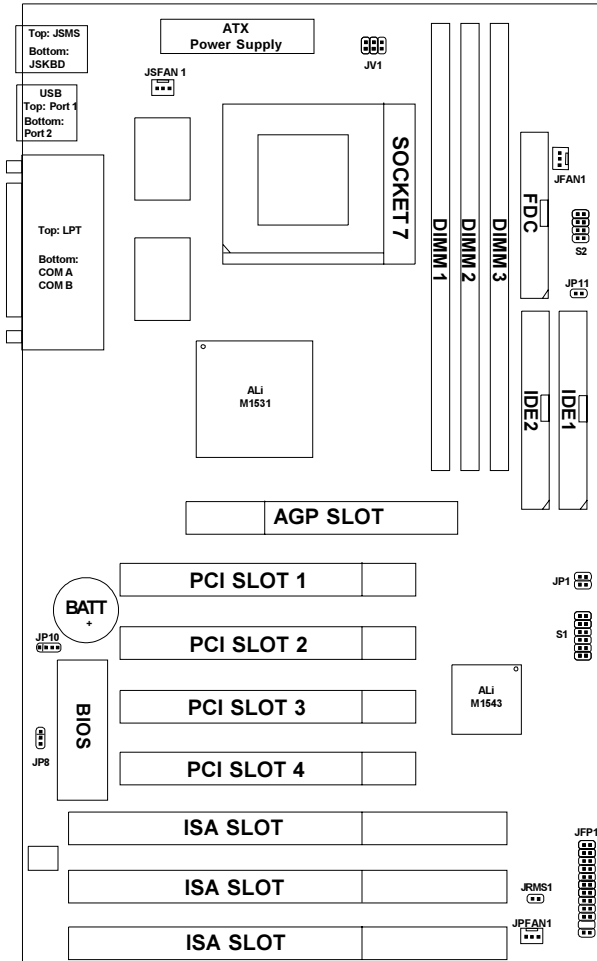 Top: JSMS
Bottom:
JSKBD
ATX
Power Supply
JV1
JSFAN 1
USB
Top: Port 1
Bottom:
Port 2
SOCKET 7
DIMM 1
DIMM 2
DIMM 3
FDC
JFAN1
S2
JP11
Top: LPT
Bottom:
COM A
COM B
ALi
M1531
IDE2
IDE1
AGP SLOT
PCI SLOT 1
JP1
BATT
+
JP10
PCI SLOT 2
S1
BIOS
PCI SLOT 3
ALi
M1543
JP8
PCI SLOT 4
ISA SLOT
JFP1
ISA SLOT
JRMS1
JPFAN1
ISA SLOT